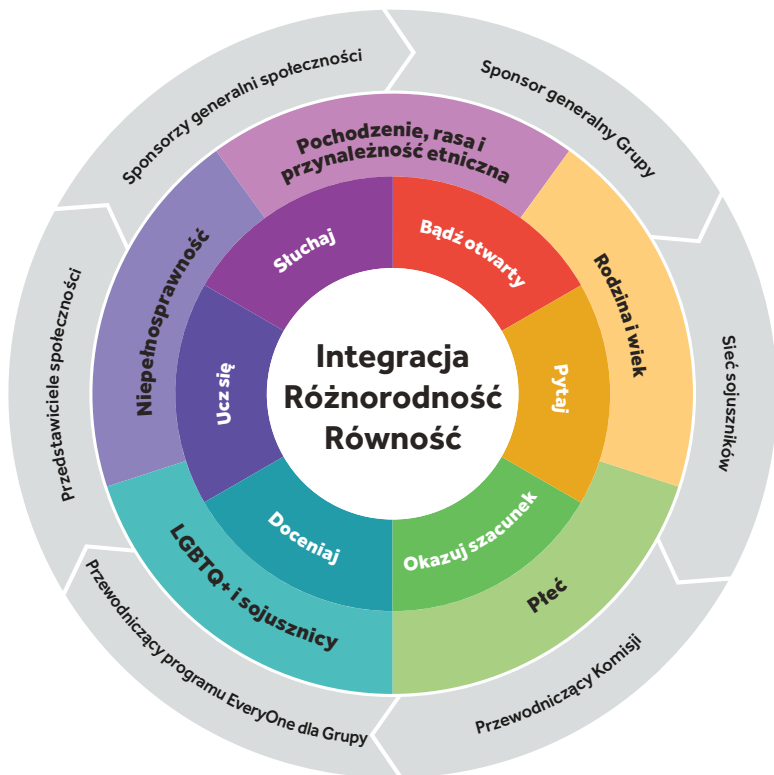 Integracja
Różnorodność
Równość
Bądź otwarty
Pytaj
Okazuj szacunek
Doceniaj
Ucz się
Słuchaj
Pochodzenie, rasa i
przynależność etniczna
Rodzina i wiek
Płeć
LGBTQ+ i sojusznicy
Niepełnosprawność
Sponsor generalny Grupy
Sieć sojuszników
Przewodniczący Komisji
Przewodniczący programu EveryOne dla Grupy
Przedstawiciele społeczności
Sponsorzy generalni społeczności